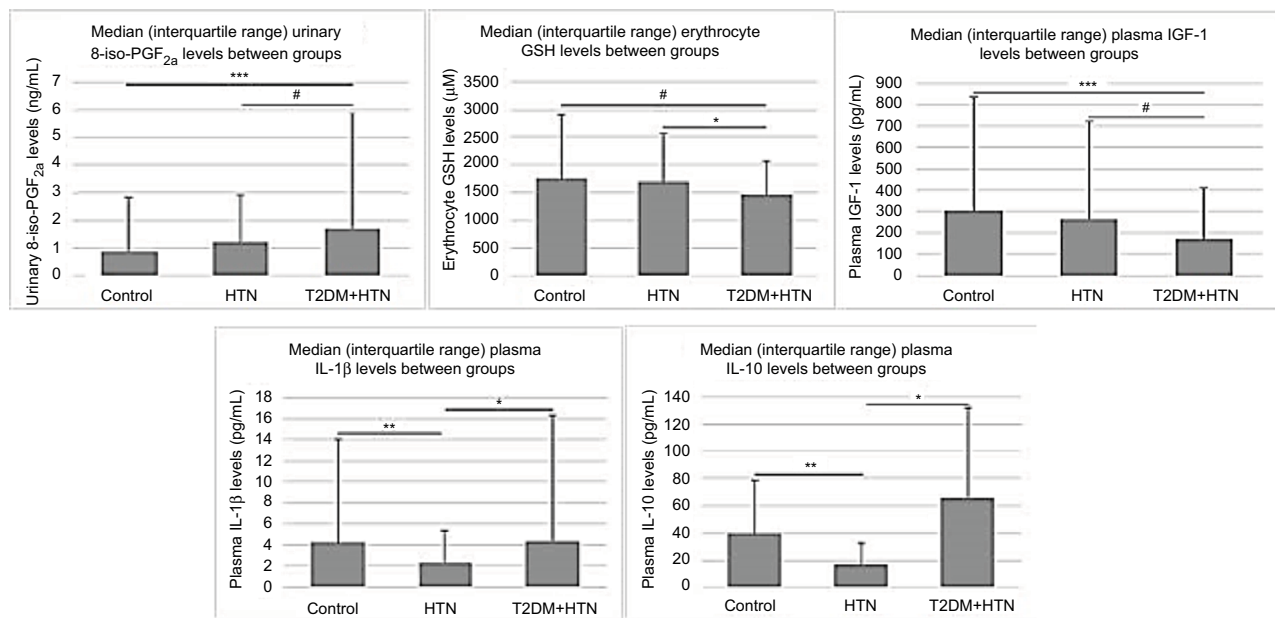 Median (interquartile range) urinary
8-iso-PGF2a levels between groups
Urinary 8-iso-PGF2a levels (ng/mL)
7
6
5
4
3
2
1
0
***
#
Control
HTN
T2DM+HTN
Median (interquartile range) erythrocyte
GSH levels between groups
Erythrocyte GSH levels (µM)
3500
3000
2500
2000
1500
1000
500
0
#
*
Control
HTN
T2DM+HTN
Median (interquartile range) plasma IGF-1
levels between groups
Plasma IGF-1 levels (pg/mL)
900
800
700
600
500
400
300
200
100
0
***
#
Control
HTN
T2DM+HTN
Median (interquartile range) plasma
IL-1β levels between groups
Plasma IL-1β levels (pg/mL)
18
16
14
12
10
8
6
4
2
0
**
*
Control
HTN
T2DM+HTN
Median (interquartile range) plasma
IL-10 levels between groups
Plasma IL-10 levels (pg/mL)
140
120
100
80
60
40
20
0
**
*
Control
HTN
T2DM+HTN